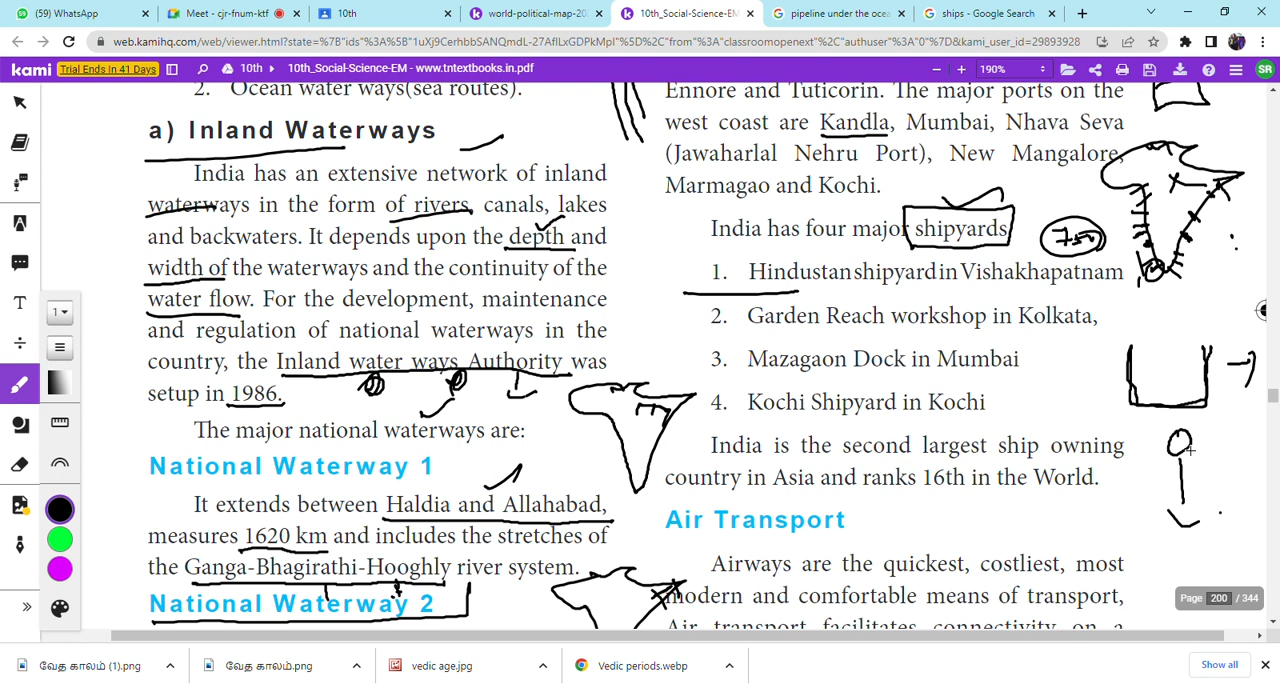 (59) WhatsApp
Meet - cjr-fnum-ktf
10th
world-political-map-202
10th_Social-Science-EM
pipeline under the ocea
ships - Google Search
web.kamihq.com/web/viewer.html?state=%7B"ids"%3A%5B"1uXj9CerhbbSANQmdL-27AflLxGDPkMpl"%5D%2C"from"%3A"classroomopenext"%2C"authuser"%3A"0"%7D&kami_user_id=29893928
kami
Trial Ends In 41 Days
10th
10th_Social-Science-EM - www.tntextbooks.in.pdf
190%
SR
2. Ocean water ways(sea routes).
a) Inland Waterways
India has an extensive network of inland
waterways in the form of rivers, canals, lakes
and backwaters. It depends upon the depth and
width of the waterways and the continuity of the
water flow. For the development, maintenance
and regulation of national waterways in the
country, the Inland water ways Authority was
setup in 1986.
The major national waterways are:
National Waterway 1
It extends between Haldia and Allahabad,
measures 1620 km and includes the stretches of
the Ganga-Bhagirathi-Hooghly river system.
National Waterway 2
Ennore and Tuticorin. The major ports on the
west coast are Kandla, Mumbai, Nhava Seva
(Jawaharlal Nehru Port), New Mangalore,
Marmagao and Kochi.
India has four major shipyards
1. Hindustan shipyard in Vishakhapatnam
2. Garden Reach workshop in Kolkata,
3. Mazagaon Dock in Mumbai
4. Kochi Shipyard in Kochi
India is the second largest ship owning
country in Asia and ranks 16th in the World.
Air Transport
Airways are the quickest, costliest, most
modern and comfortable means of transport,
Air transport facilitates connectivity on a
1
Page 200 / 344
வேத காலம் (1).png
வேத காலம்.png
vedic age.jpg
Vedic periods.webp
Show all